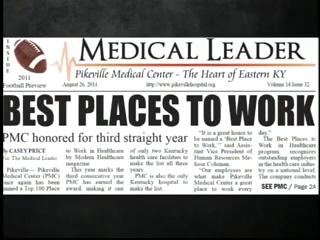 INSIDE
2011
Football Preview
MEDICAL LEADER
Pikeville Medical Center - The Heart of Eastern KY
August 26, 2011
http://www.pikevillehospital.org
Volume 14 Issue 32
BEST PLACES TO WORK
PMC honored for third straight year
By CASEY PRICE
For The Medical Leader
Pikeville— Pikeville
Medical Center (PMC)
once again has been
named a Top 100 Place
to Work in Healthcare
by Modern Healthcare
magazine.
This year marks the
third consecutive year
PMC has earned the
award, making it one
of only two Kentucky
health care facilities to
make the list all three
years.
PMC is also the only
Kentucky hospital to
make the list.
"It is a great honor to
be named a 'Best Place
to Work,'" said Assis-
tant Vice President of
Human Resources Me-
lissa Coleman.
"Our employees are
what make Pikeville
Medical Center a great
place to work every
day."
The Best Places to
Work in Healthcare
program recognizes
outstanding employers
in the health care indus-
try on a national level.
The company conducts
SEE PMC / Page 2A